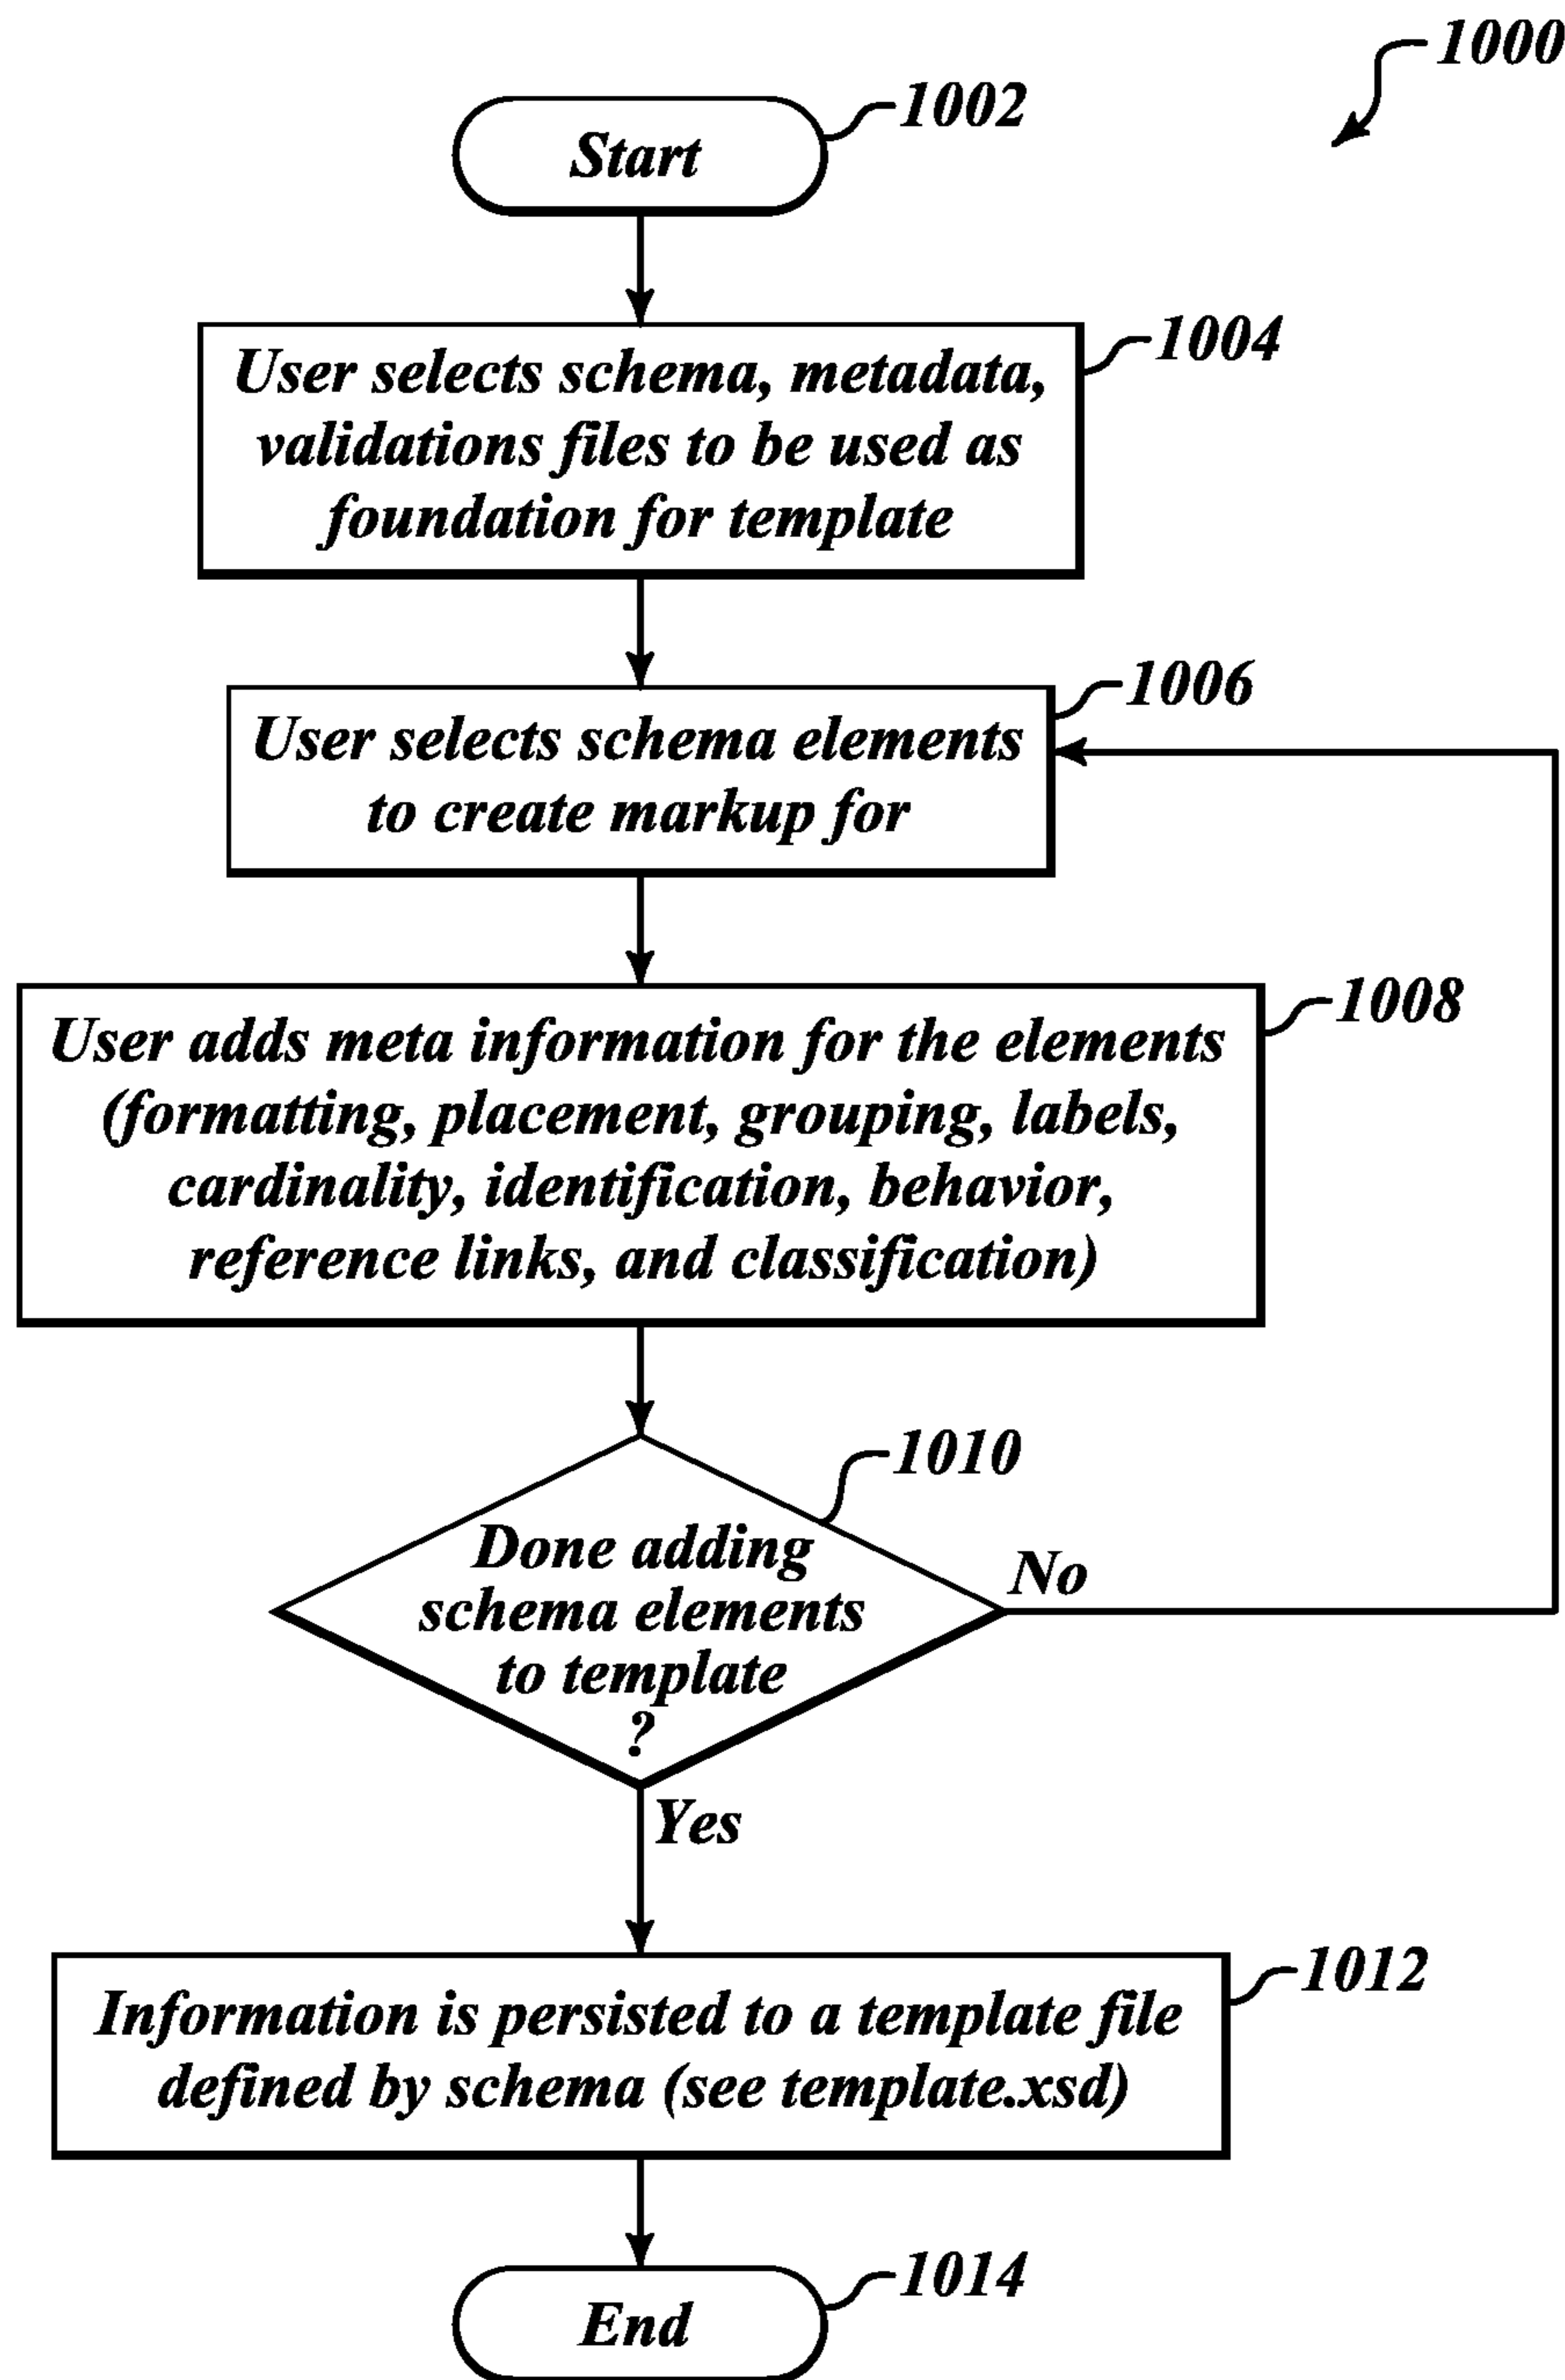 1000
1002
Start
1004
User selects schema, metadata,
validations files to be used as
foundation for template
1006
User selects schema elements
to create markup for
1008
User adds meta information for the elements
(formatting, placement, grouping, labels,
cardinality, identification, behavior,
reference links, and classification)
1010
Done adding
schema elements
to template
?
No
Yes
1012
Information is persisted to a template file
defined by schema (see template.xsd)
1014
End